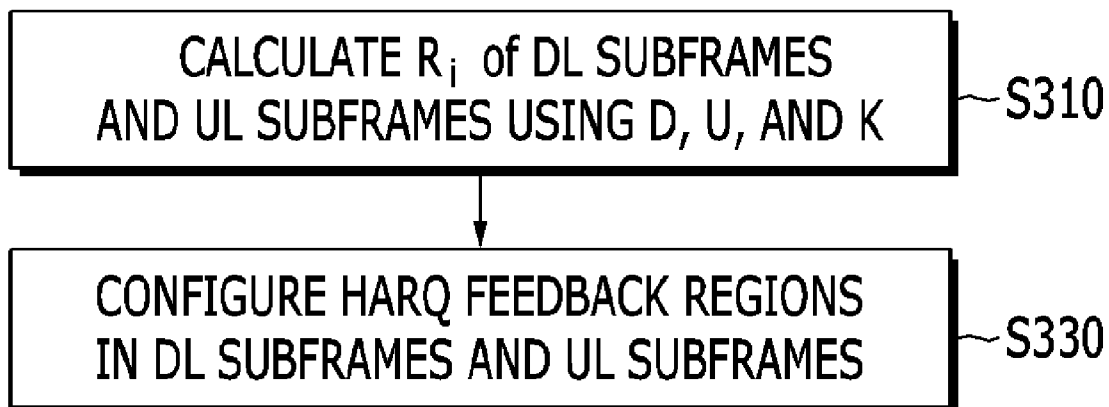 CALCULATE Ri of DL SUBFRAMES
AND UL SUBFRAMES USING D, U, AND K
S310
CONFIGURE HARQ FEEDBACK REGIONS
IN DL SUBFRAMES AND UL SUBFRAMES
S330